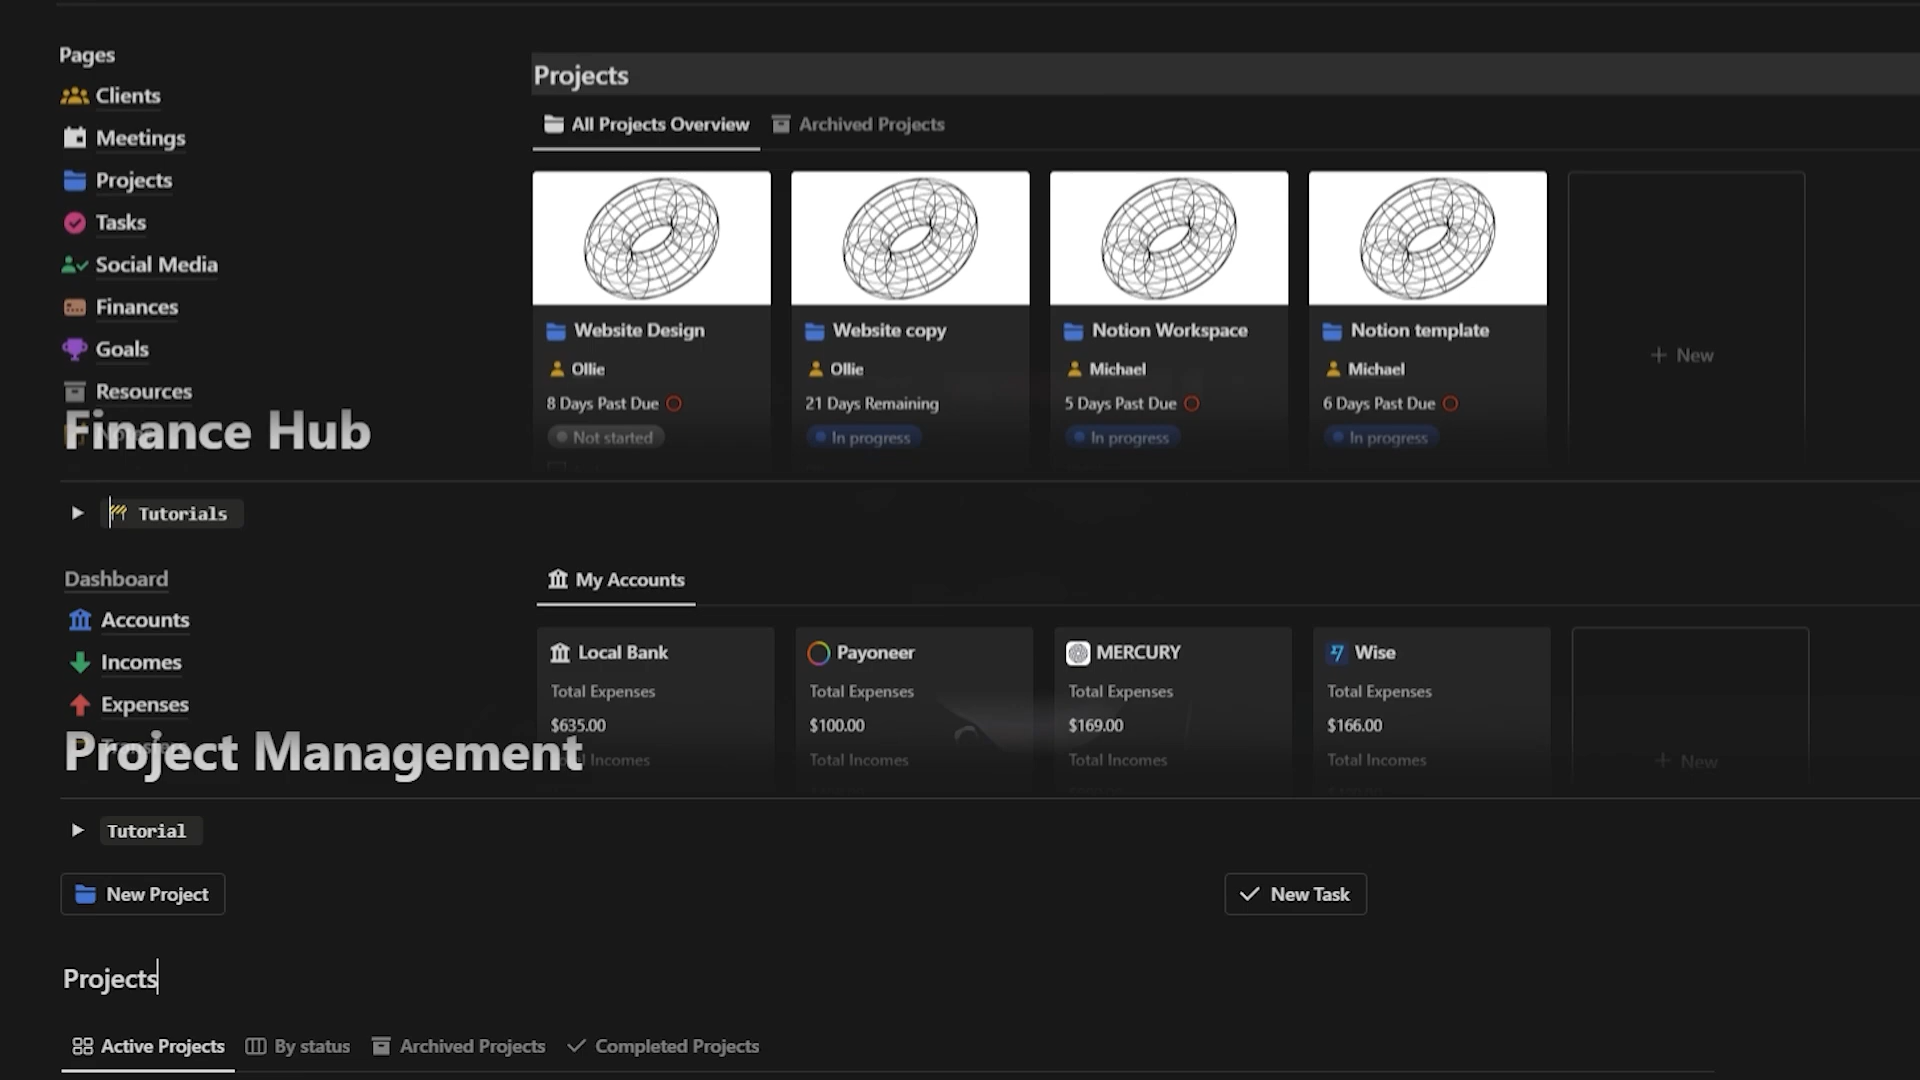 Pages
Clients
Meetings
Projects
Tasks
Social Media
Finances
Goals
Resources
Projects
All Projects Overview
Archived Projects
Website Design
Ollie
8 Days Past Due
Not started
Website copy
Ollie
21 Days Remaining
In progress
Notion Workspace
Michael
5 Days Past Due
In progress
Notion template
Michael
6 Days Past Due
In progress
+ New
Finance Hub
Tutorials
Dashboard
Accounts
Incomes
Expenses
My Accounts
Local Bank
Total Expenses
$635.00
Incomes
Payoneer
Total Expenses
$100.00
Total Incomes
MERCURY
Total Expenses
$169.00
Total Incomes
Wise
Total Expenses
$166.00
Total Incomes
+ New
Project Management
Tutorial
New Project
New Task
Projects
Active Projects
By status
Archived Projects
Completed Projects